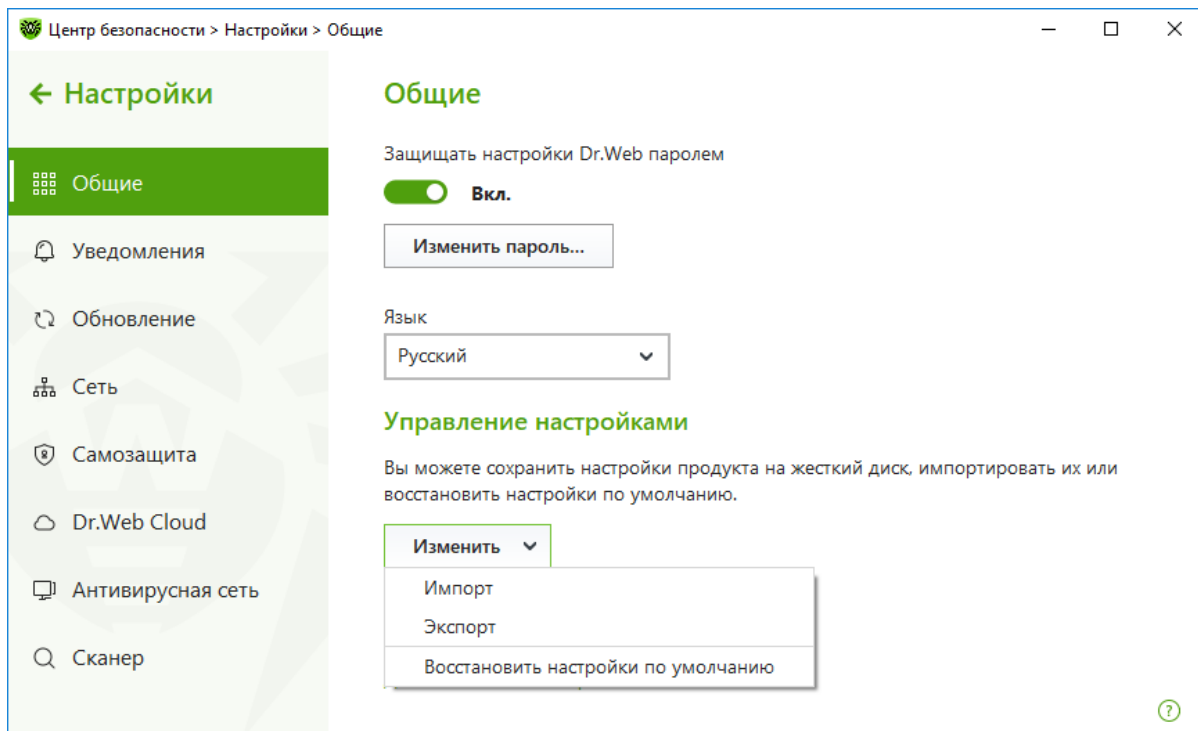 Центр безопасности > Настройки > Общие
Настройки
Общие
Уведомления
Обновление
Сеть
Самозащита
Dr.Web Cloud
Антивирусная сеть
Сканер
Общие
Защищать настройки Dr.Web паролем
Вкл.
Изменить пароль...
Язык
Русский
Управление настройками
Вы можете сохранить настройки продукта на жесткий диск, импортировать их или
восстановить настройки по умолчанию.
Изменить
Импорт
Экспорт
Восстановить настройки по умолчанию
?